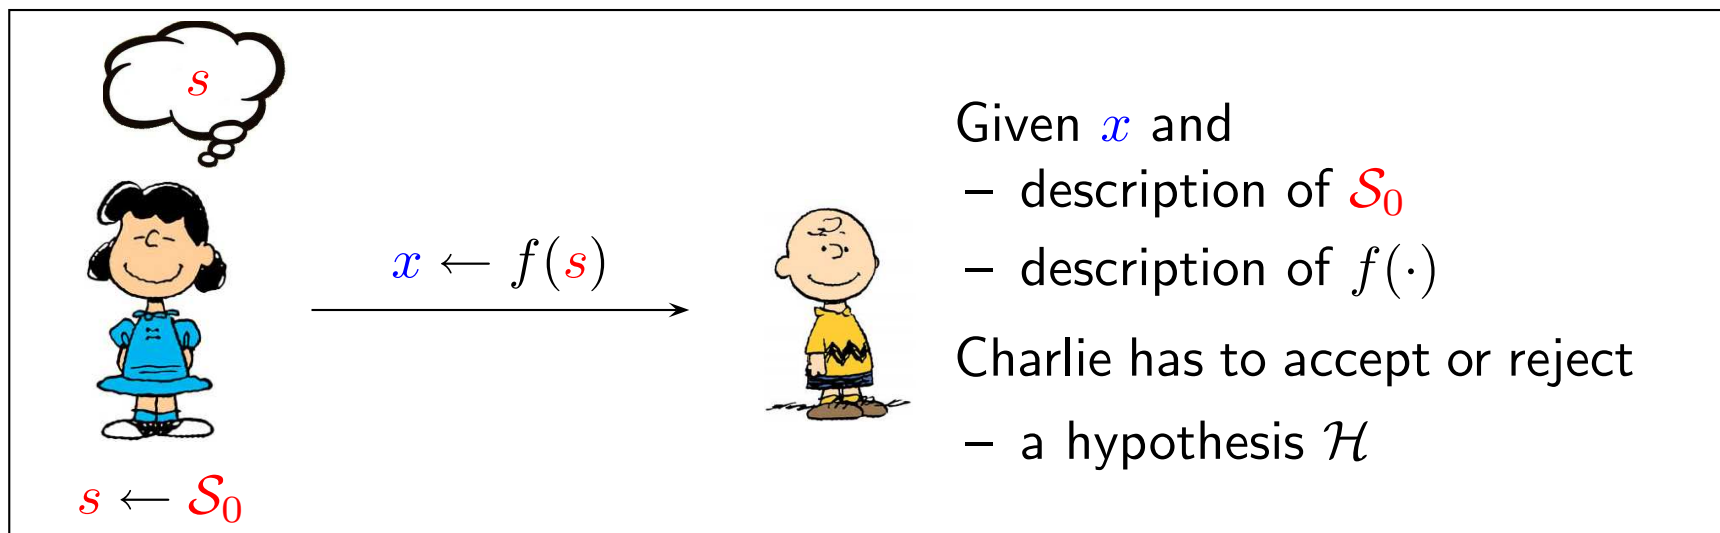 s
s ← 𝒮₀
x ← f(s)
Given x and
– description of 𝒮₀
– description of f(·)
Charlie has to accept or reject
– a hypothesis ℋ